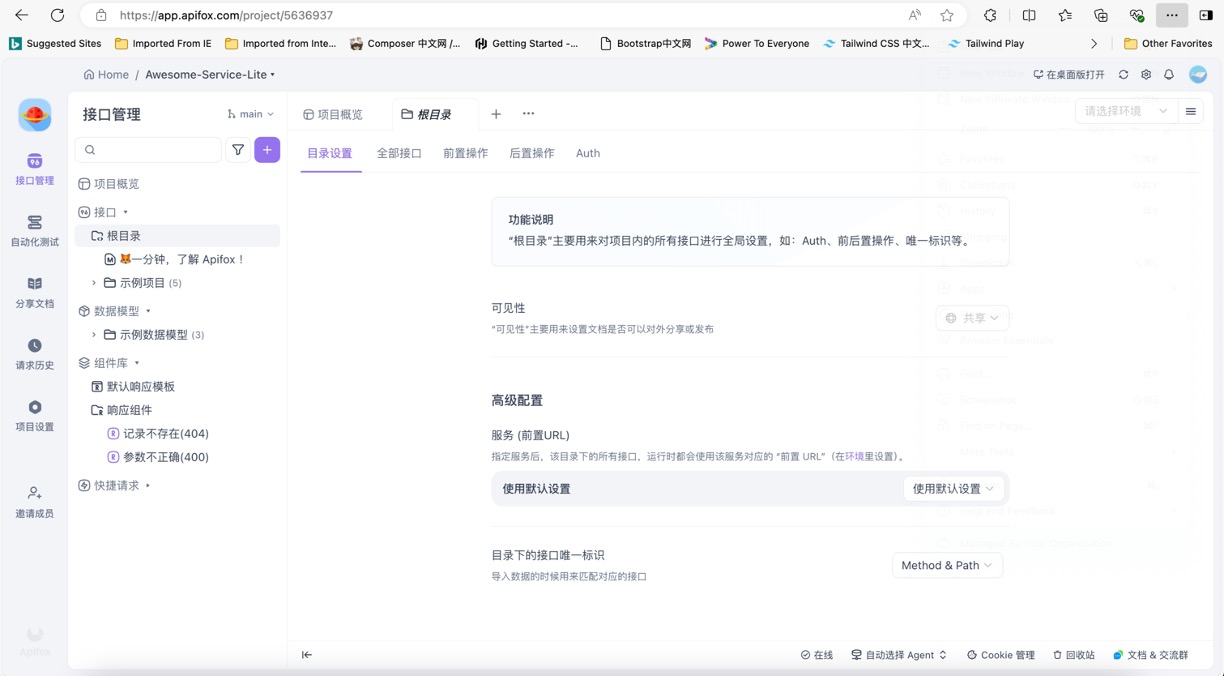 https://app.apifox.com/project/5636937
Suggested Sites
Imported From IE
Imported from Inte...
Composer 中文网 /...
Getting Started -...
Bootstrap中文网
Power To Everyone
Tailwind CSS 中文...
Tailwind Play
Other Favorites
Home / Awesome-Service-Lite
在桌面版打开
接口管理
main
项目概览
根目录
请选择环境
接口管理
自动化测试
分享文档
请求历史
项目设置
邀请成员
Apifox
项目概览
接口
根目录
🦊一分钟，了解 Apifox！
示例项目 (5)
数据模型
示例数据模型 (3)
组件库
默认响应模板
响应组件
记录不存在(404)
参数不正确(400)
快捷请求
目录设置
全部接口
前置操作
后置操作
Auth
功能说明
“根目录”主要用来对项目内的所有接口进行全局设置，如：Auth、前后置操作、唯一标识等。
可见性
“可见性”主要用来设置文档是否可以对外分享或发布
共享
高级配置
服务 (前置URL)
指定服务后，该目录下的所有接口，运行时都会使用该服务对应的 “前置 URL”（在环境里设置）。
使用默认设置
使用默认设置
目录下的接口唯一标识
导入数据的时候用来匹配对应的接口
Method & Path
在线
自动选择 Agent
Cookie 管理
回收站
文档 & 交流群